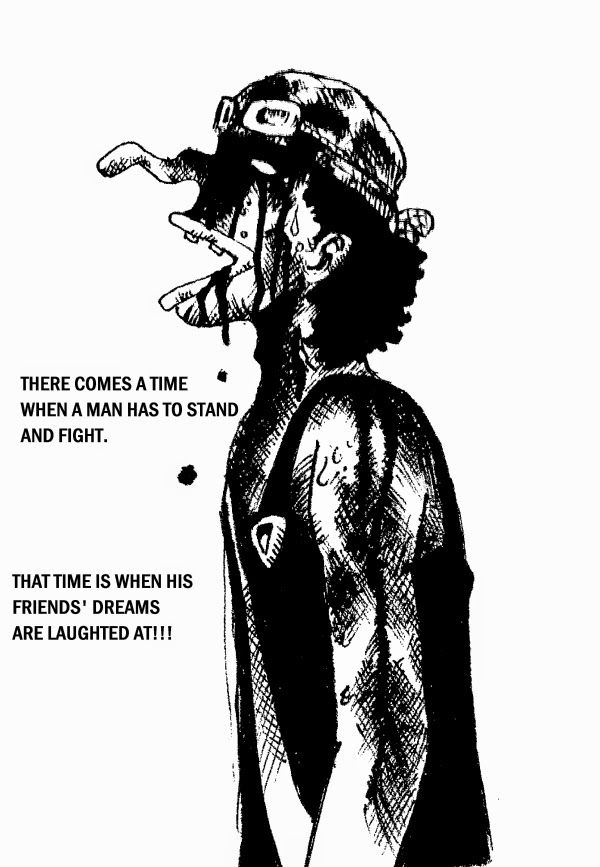 THERE COMES A TIME
WHEN A MAN HAS TO STAND
AND FIGHT.
THAT TIME IS WHEN HIS
FRIENDS' DREAMS
ARE LAUGHTED AT!!!